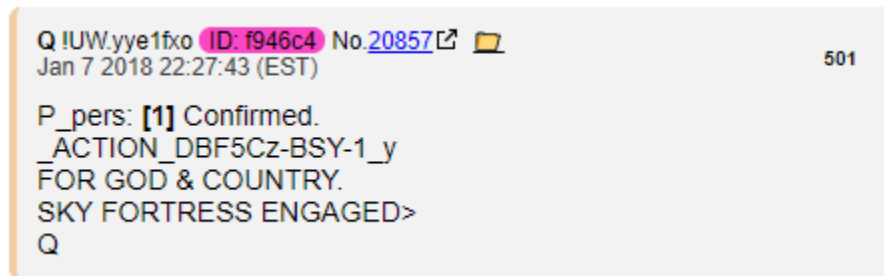 Q !UW.yye1fxo ID: f946c4 No.20857
Jan 7 2018 22:27:43 (EST)
501
P_pers: [1] Confirmed.
_ACTION_DBF5Cz-BSY-1_y
FOR GOD & COUNTRY.
SKY FORTRESS ENGAGED>
Q